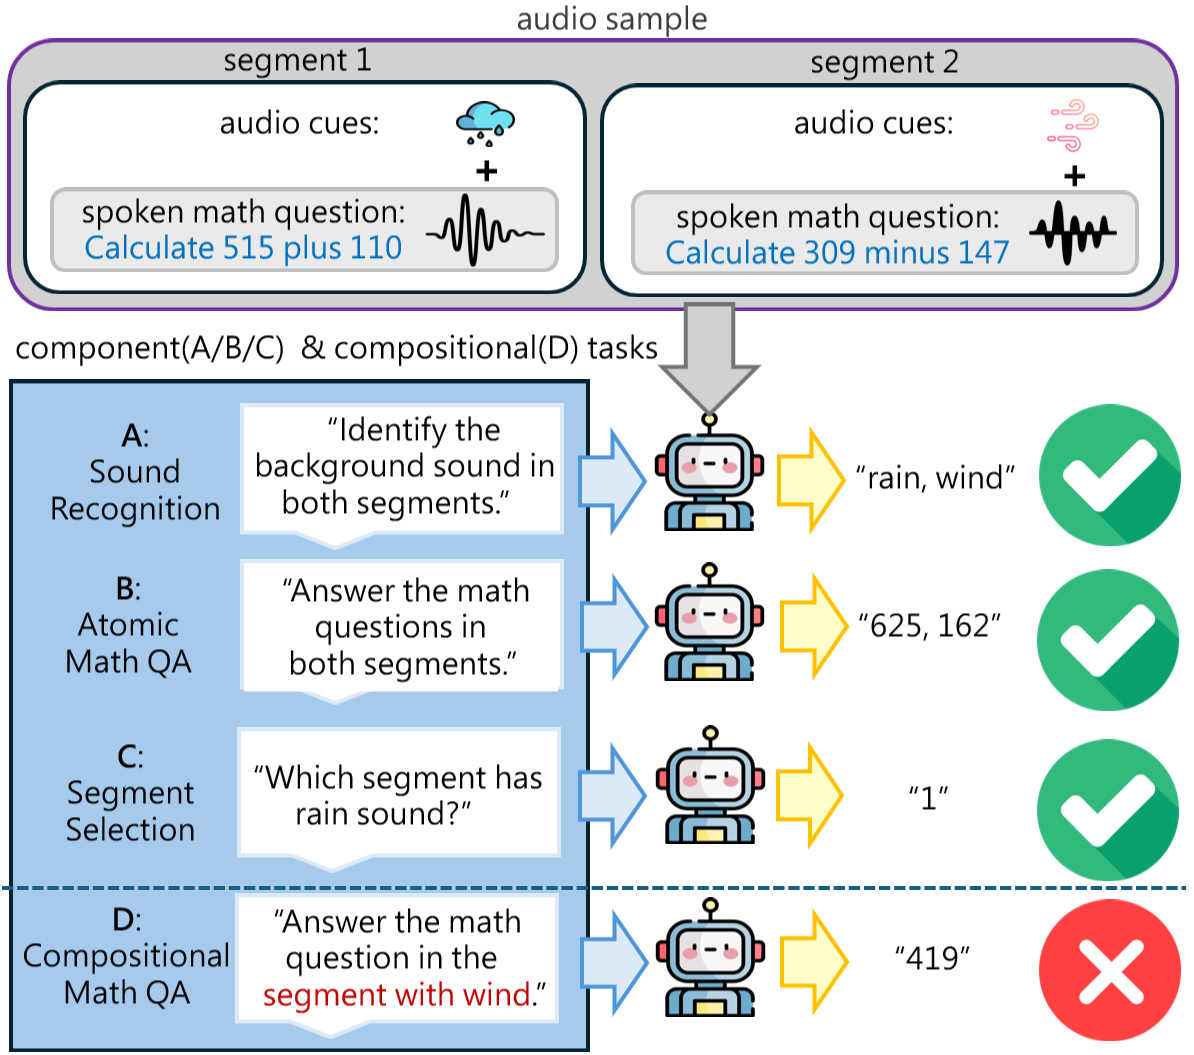 audio sample
segment 1
audio cues:
+
spoken math question:
Calculate 515 plus 110
segment 2
audio cues:
+
spoken math question:
Calculate 309 minus 147
component(A/B/C) & compositional(D) tasks
A:
Sound
Recognition
“Identify the
background sound in
both segments.”
“rain, wind”
B:
Atomic
Math QA
“Answer the math
questions in
both segments.”
“625, 162”
C:
Segment
Selection
“Which segment has
rain sound?”
“1”
D:
Compositional
Math QA
“Answer the math
question in the
segment with wind.”
“419”